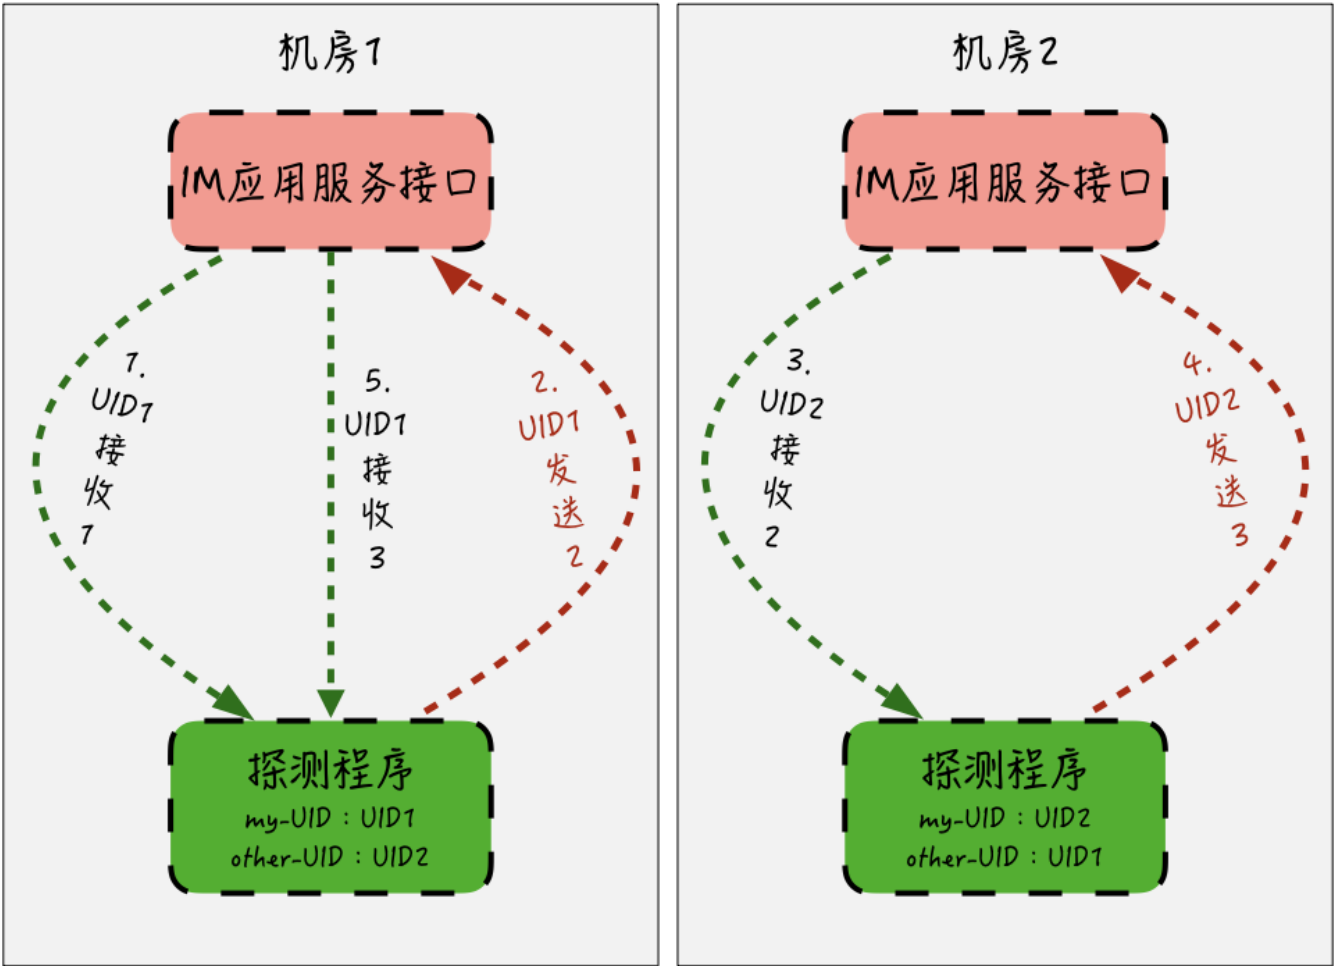 机房1
IM应用服务接口
1.
UID1
接
收
1
5.
UID1
接
收
3
2.
UID1
发
送
2
探测程序
my-UID：UID1
other-UID：UID2
机房2
IM应用服务接口
3.
UID2
接
收
2
4.
UID2
发
送
3
探测程序
my-UID：UID2
other-UID：UID1